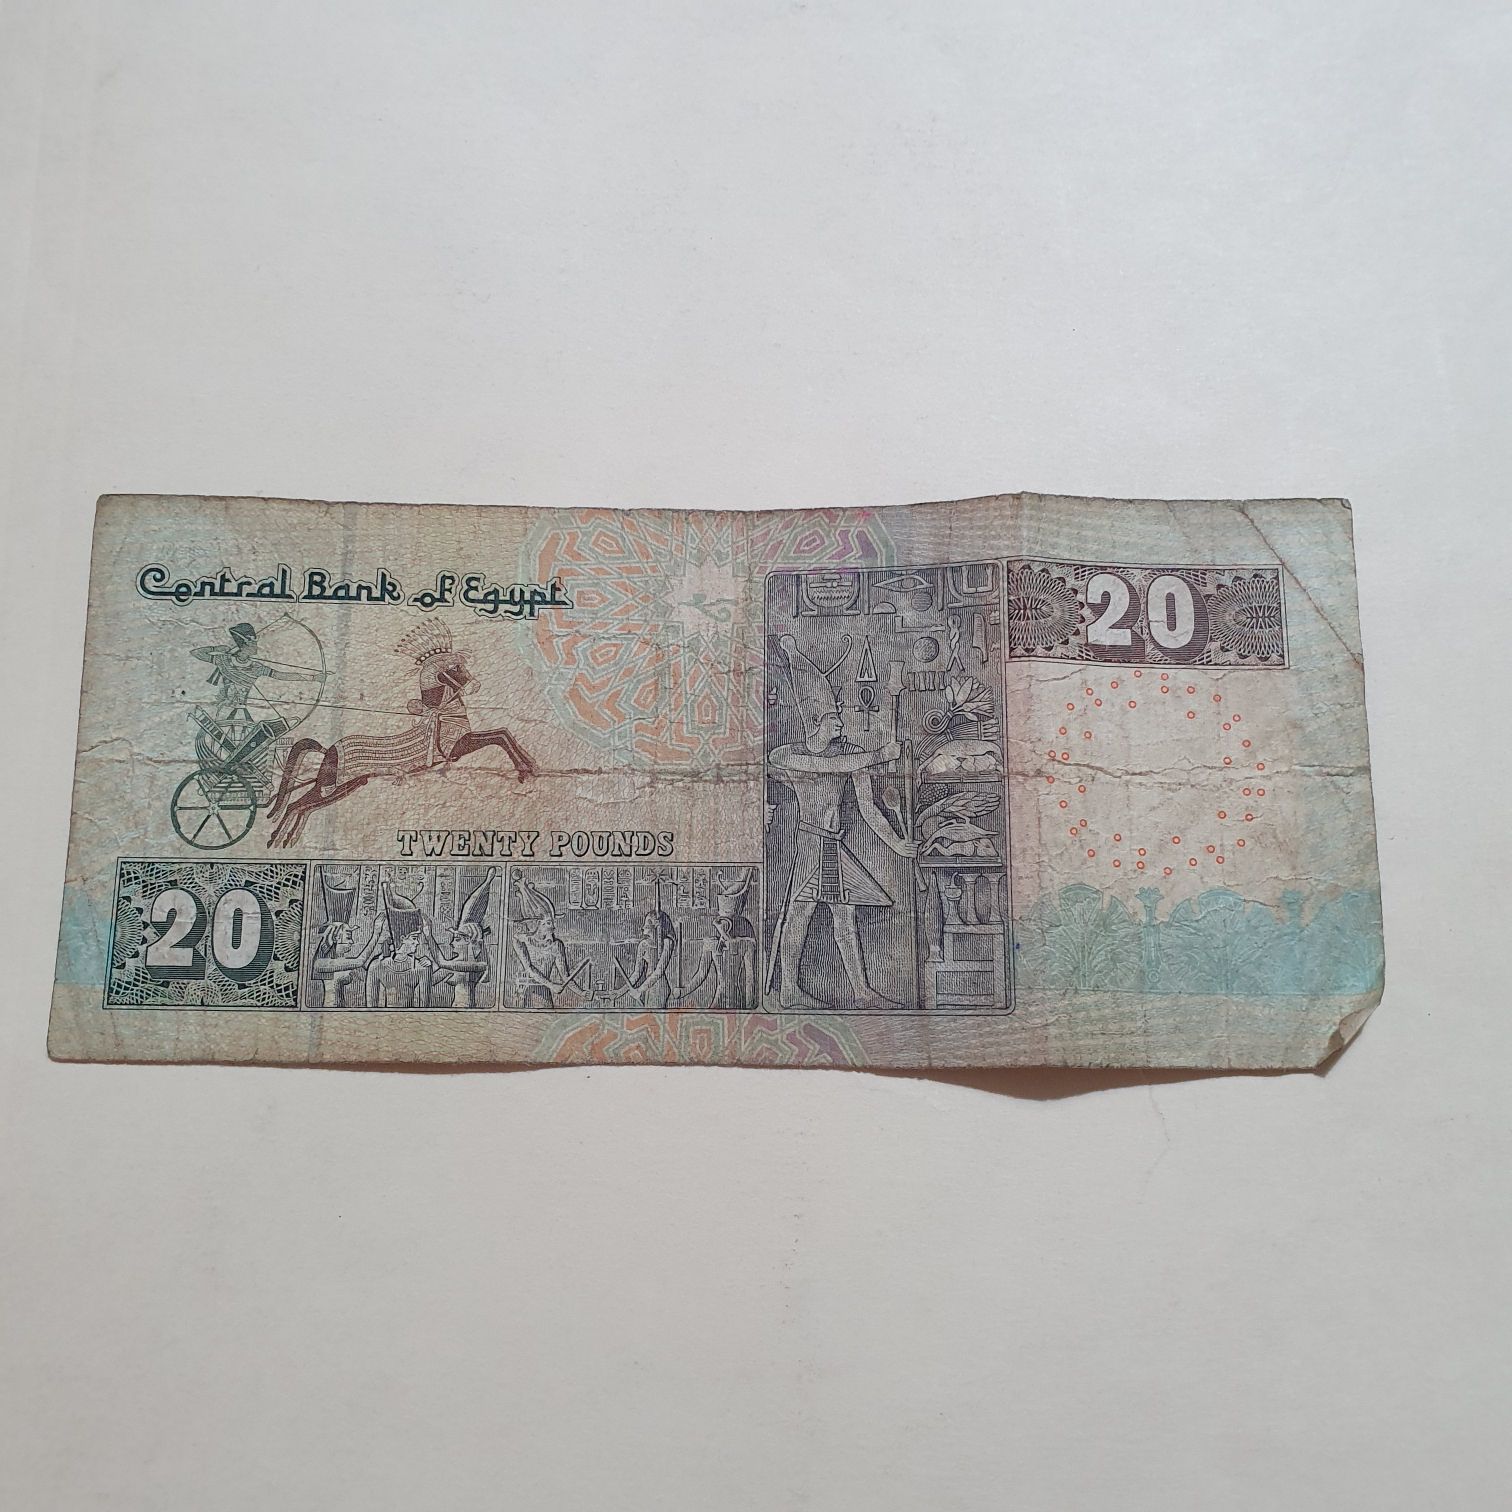 Central Bank of Egypt
20
TWENTY POUNDS
20